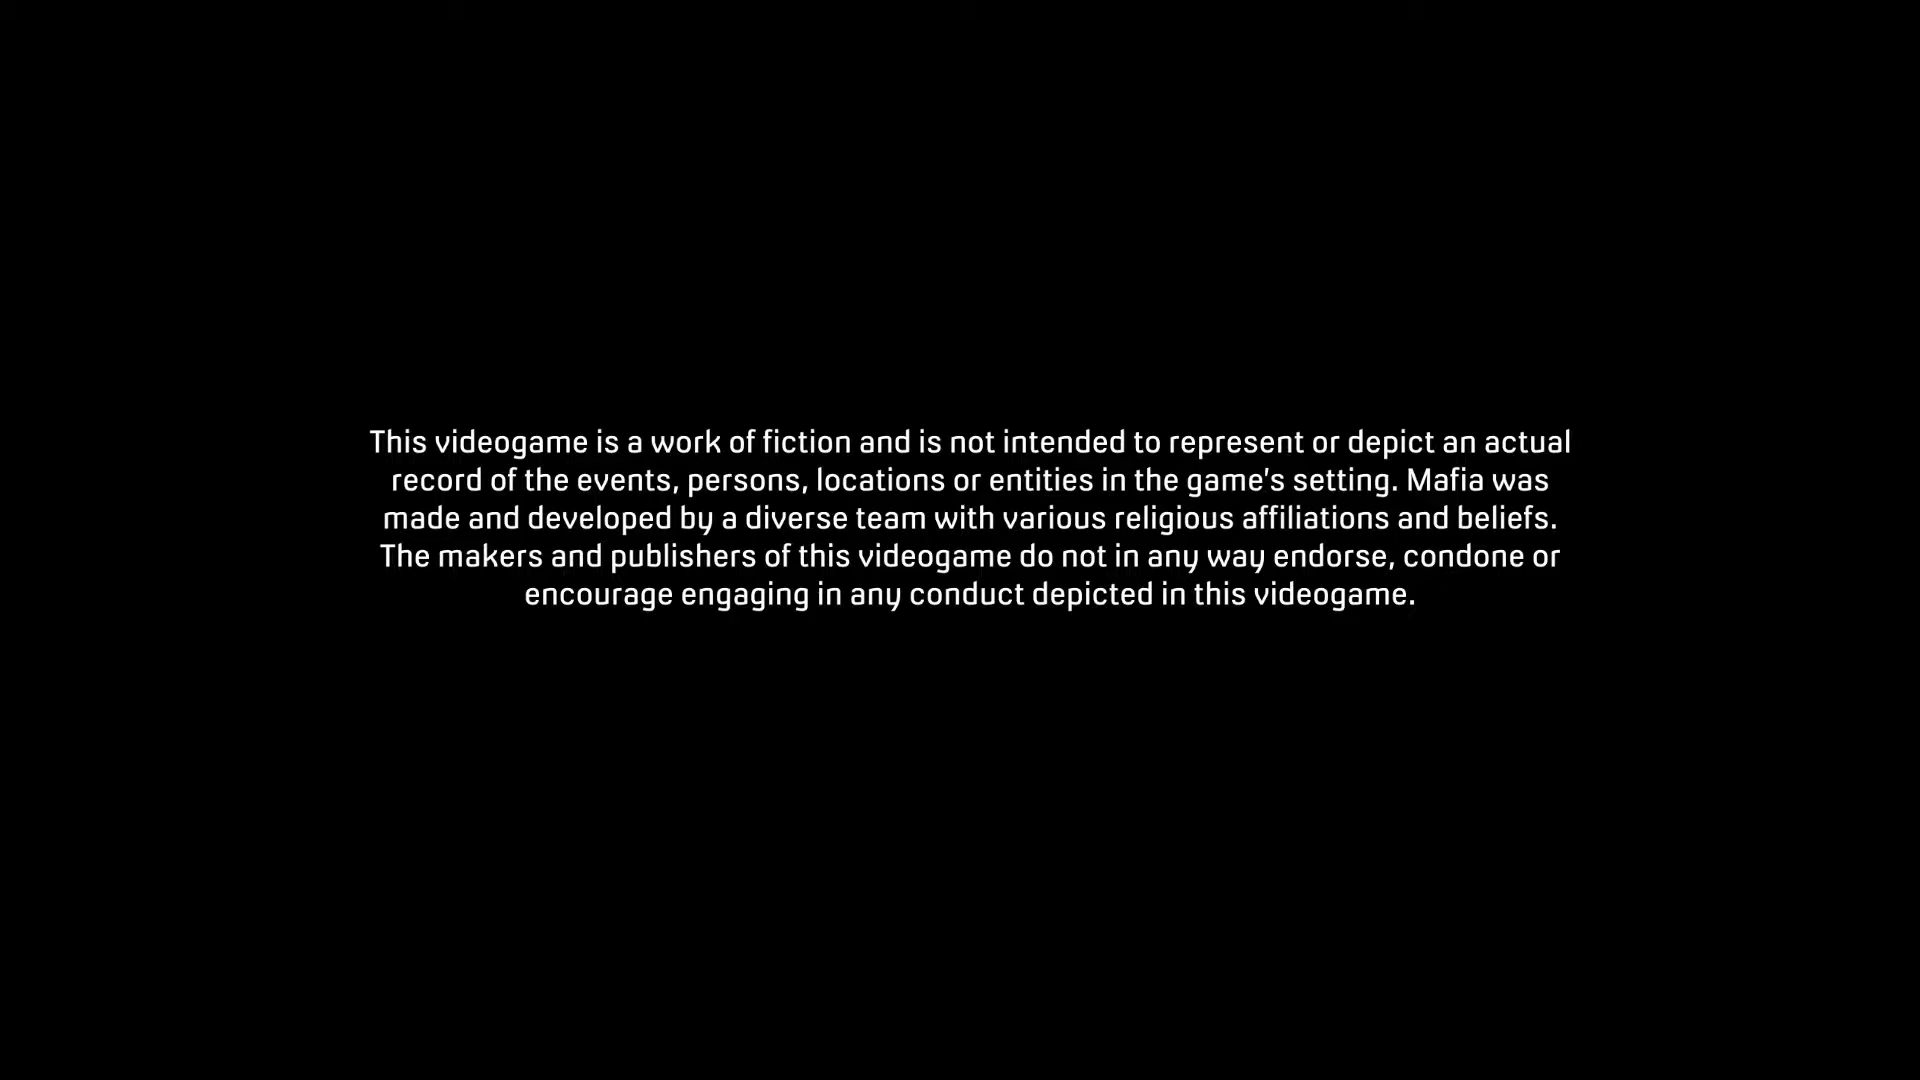 This videogame is a work of fiction and is not intended to represent or depict an actual
record of the events, persons, locations or entities in the game's setting. Mafia was
made and developed by a diverse team with various religious affiliations and beliefs.
The makers and publishers of this videogame do not in any way endorse, condone or
encourage engaging in any conduct depicted in this videogame.